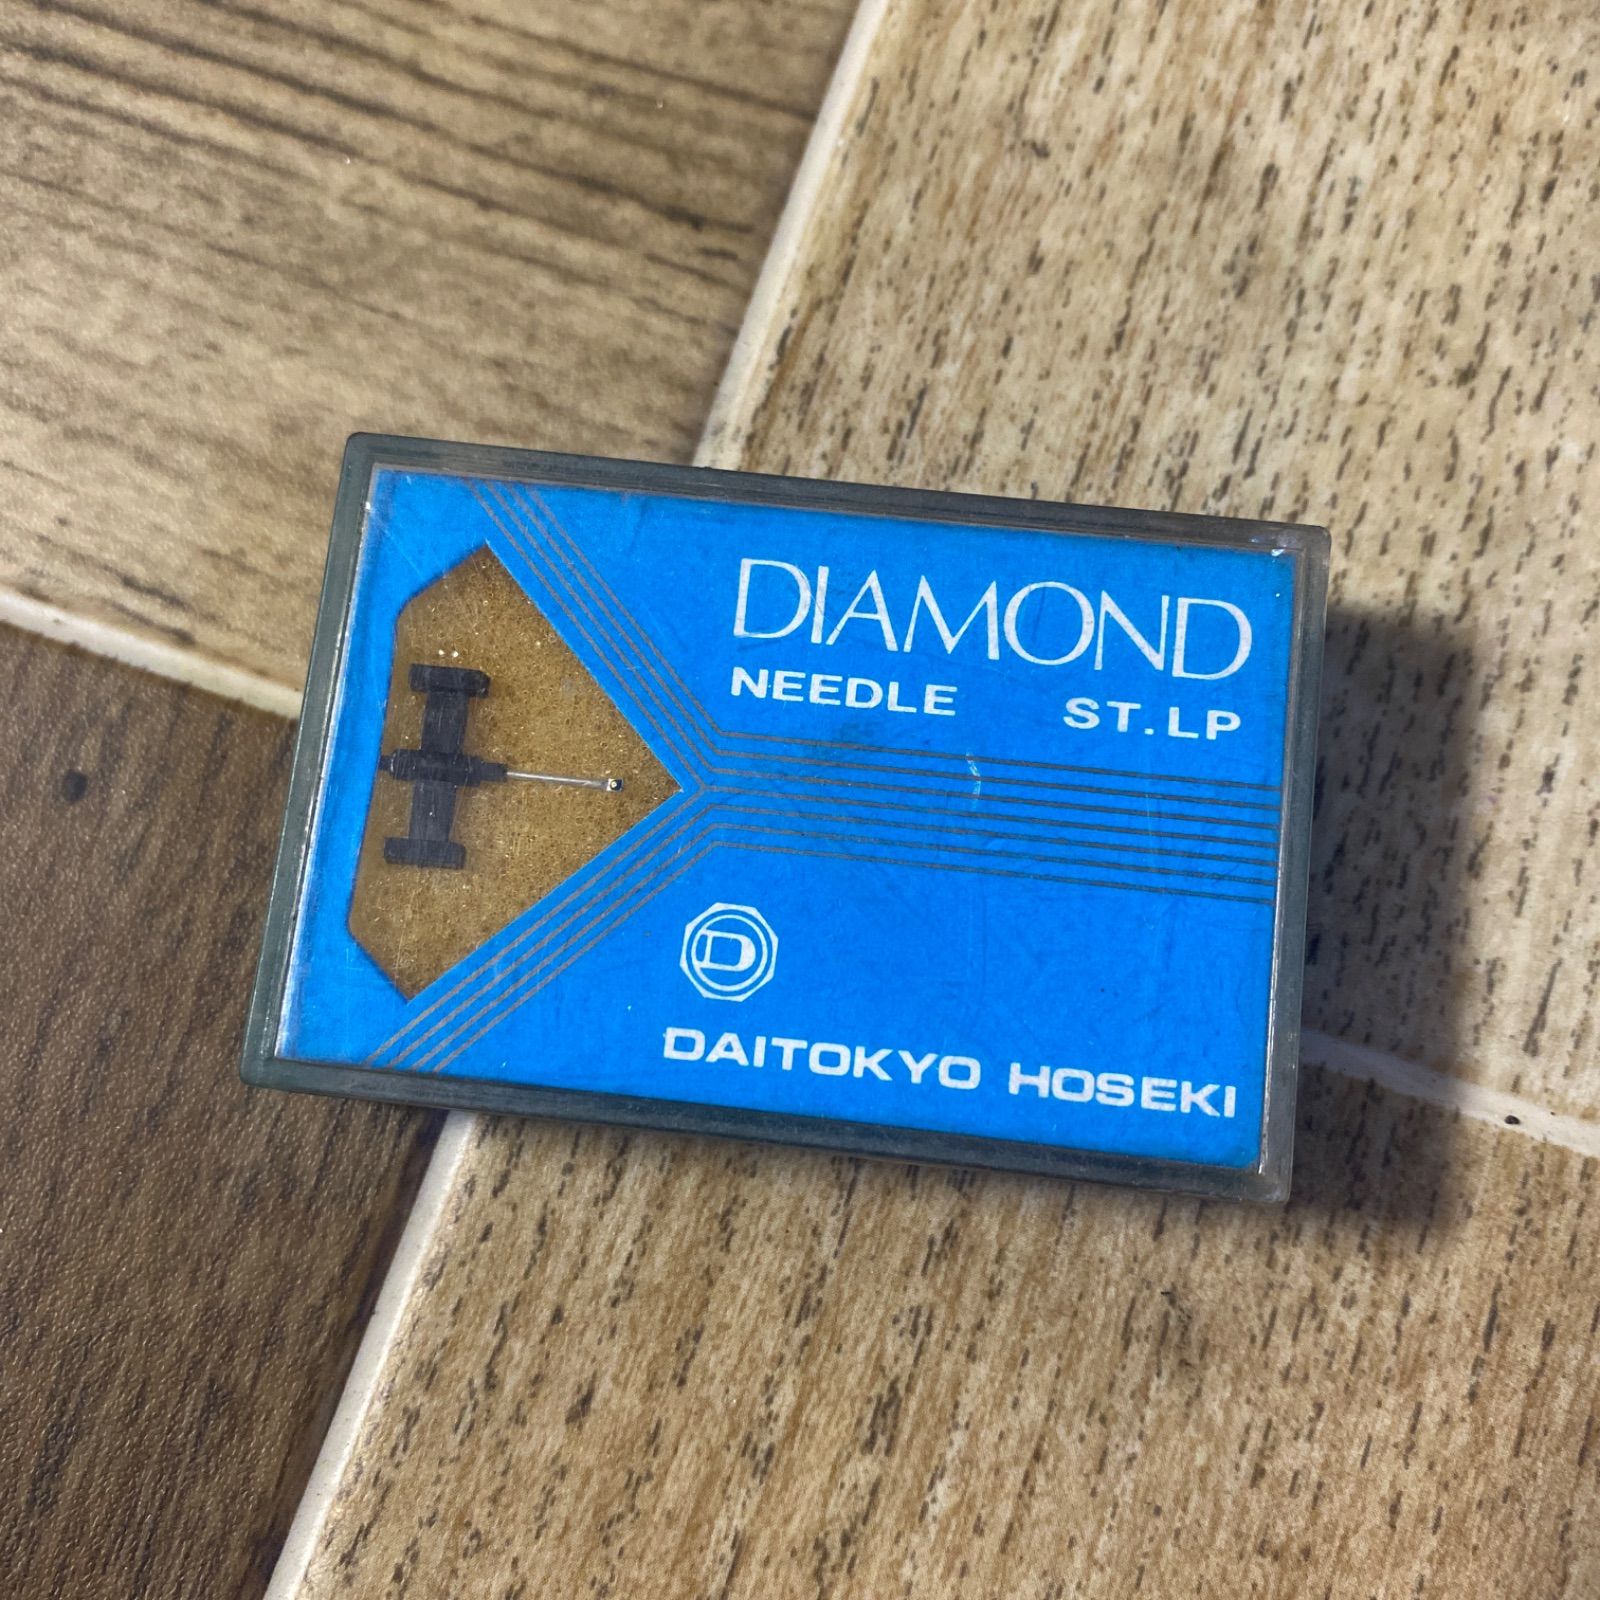 DIAMOND
NEEDLE ST.LP
D
DAITOKYO HOSEKI